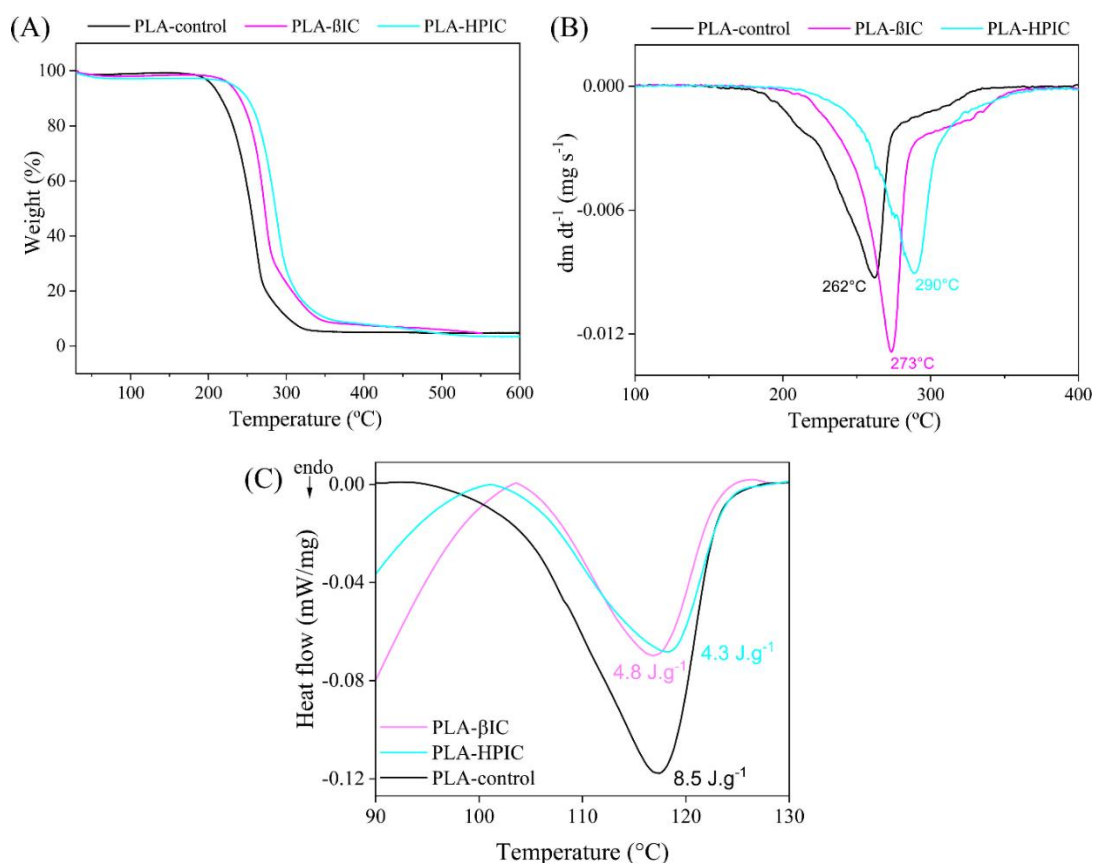 (A)
PLA-control PLA-βIC PLA-HPIC
100
80
60
40
20
0
Weight (%)
100 200 300 400 500 600
Temperature (ºC)
(B)
PLA-control PLA-ßIC PLA-HPIC
0.000
-0.006
-0.012
dm dt⁻¹ (mg s⁻¹)
262°C
290°C
273°C
100 200 300 400
Temperature (ºC)
(C)
endo
0.00
-0.04
-0.08
-0.12
Heat flow (mW/mg)
4.8 J.g⁻¹
4.3 J.g⁻¹
8.5 J.g⁻¹
PLA-βIC
PLA-HPIC
PLA-control
90 100 110 120 130
Temperature (°C)